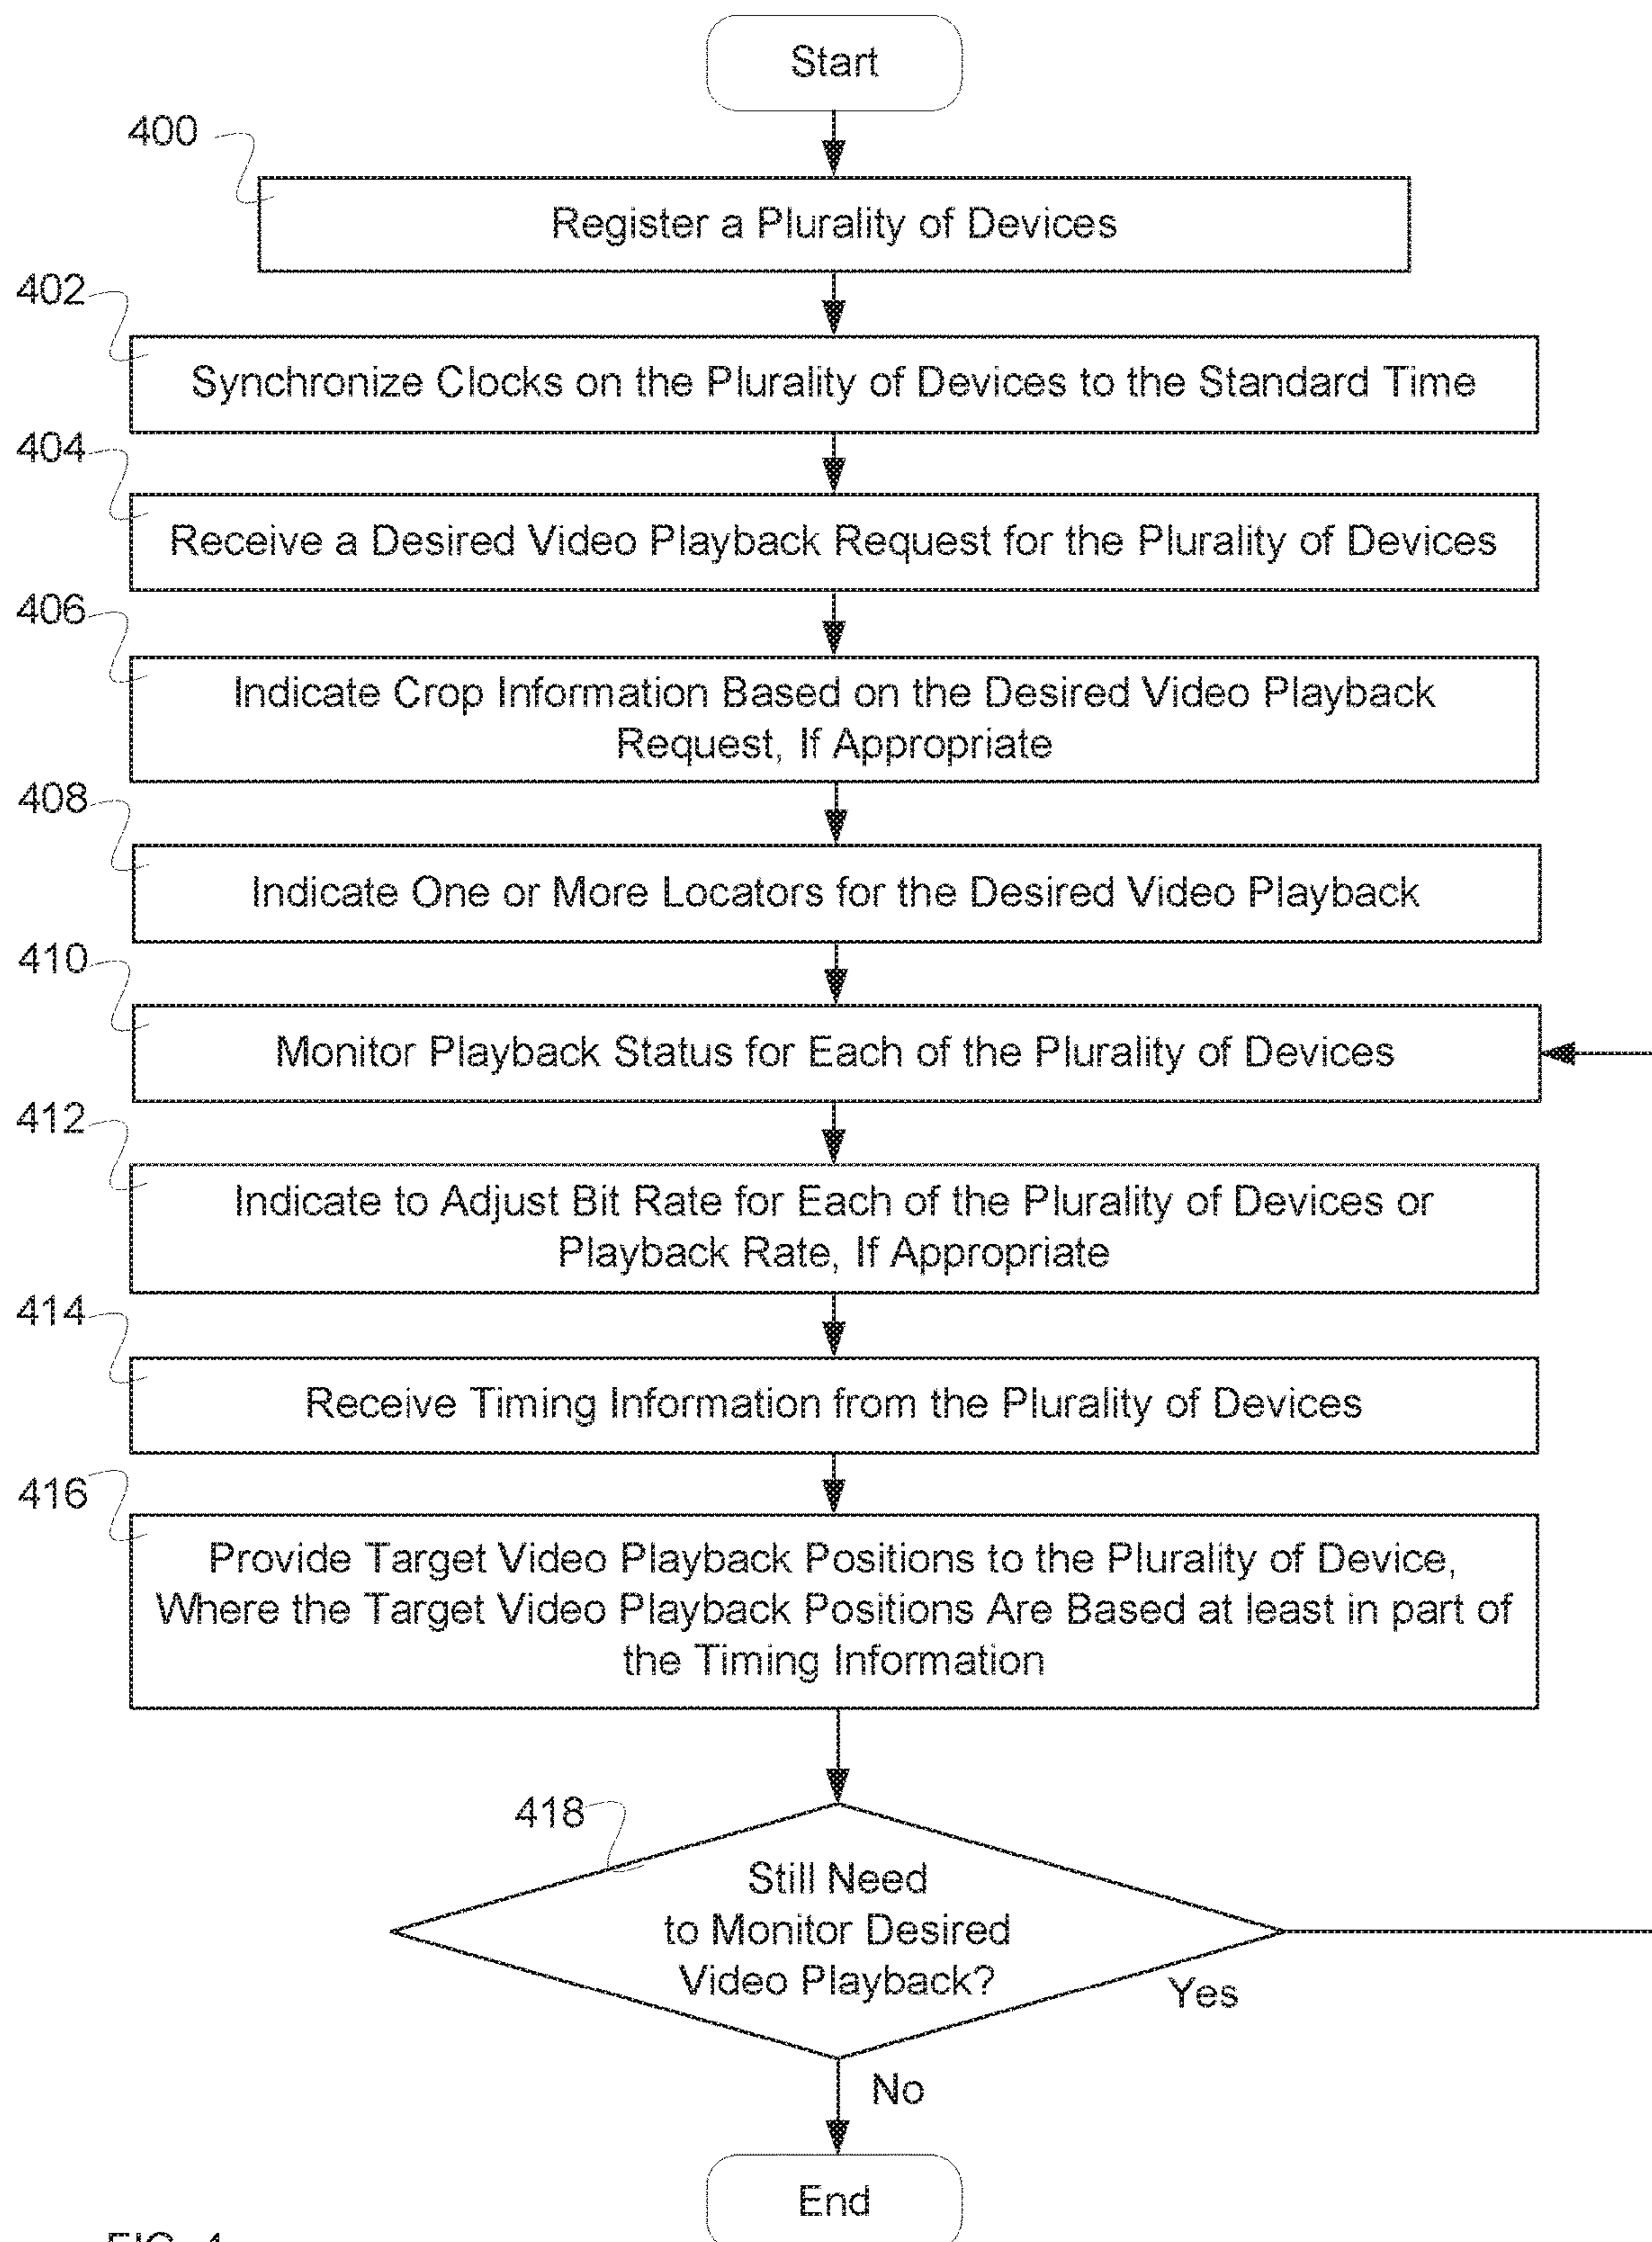 Start
400
Register a Plurality of Devices
402
Synchronize Clocks on the Plurality of Devices to the Standard Time
404
Receive a Desired Video Playback Request for the Plurality of Devices
406
Indicate Crop Information Based on the Desired Video Playback
Request, If Appropriate
408
Indicate One or More Locators for the Desired Video Playback
410
Monitor Playback Status for Each of the Plurality of Devices
412
Indicate to Adjust Bit Rate for Each of the Plurality of Devices or
Playback Rate, If Appropriate
414
Receive Timing Information from the Plurality of Devices
416
Provide Target Video Playback Positions to the Plurality of Device,
Where the Target Video Playback Positions Are Based at least in part of
the Timing Information
418
Still Need
to Monitor Desired
Video Playback?
Yes
No
End
FIG. 4